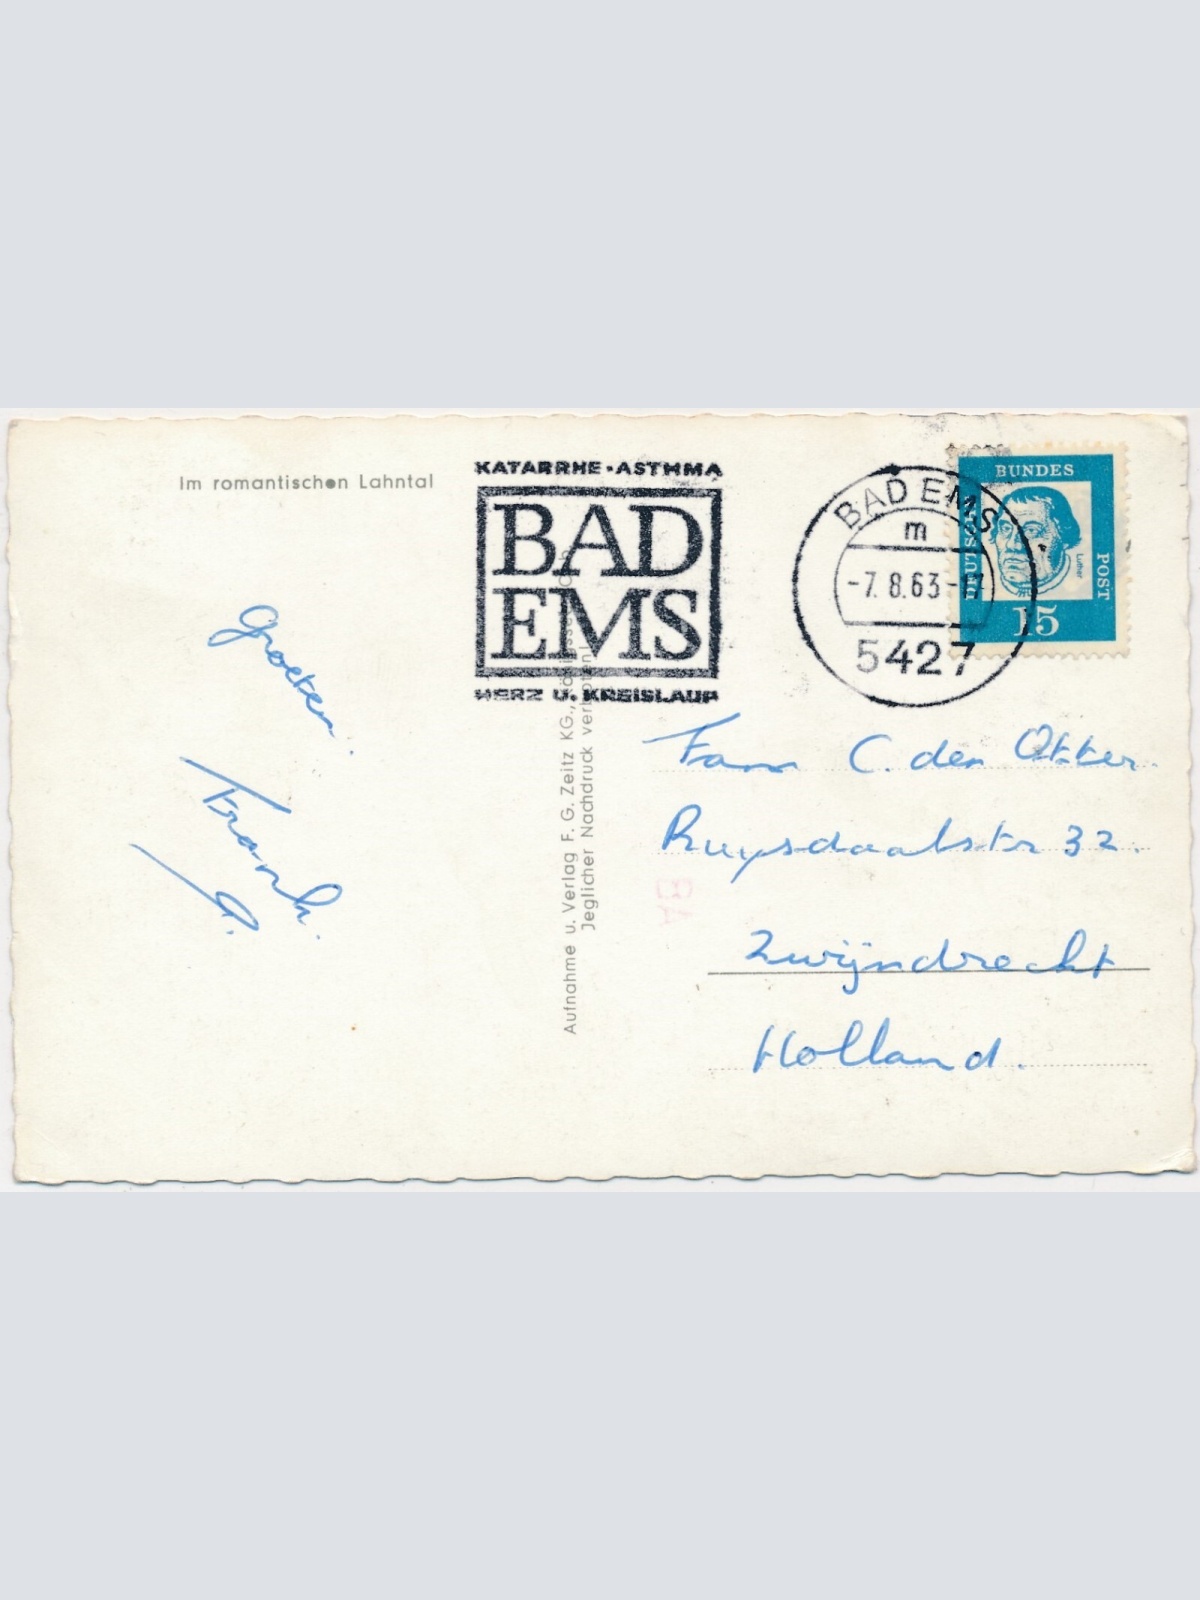 Im romantischen Lahntal
KATARRHE · ASTHMA
BAD
EMS
HERZ U. KREISLAUF
BAD EMS
m
-7. 8. 63-17
5427
DEUTSCHE
BUNDES
POST
Luther
15
Groeten.
Frank.
Aufnahme u. Verlag F. G. Zeitz KG.,
Jeglicher Nachdruck verboten!
Fam C. den Otter.
Ruysdaalstr 32.
Zwijndrecht
Holland.